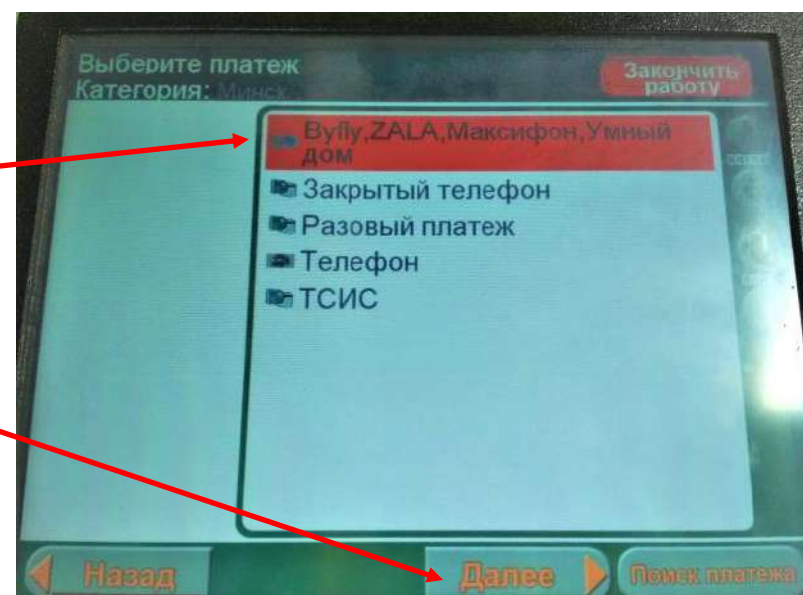 Выберите платеж
Категория: Минск
Закончить
работу
Byfly,ZALA,Максифон,Умный
дом
Закрытый телефон
Разовый платеж
Телефон
ТСИС
Назад
Далее
Поиск платежа